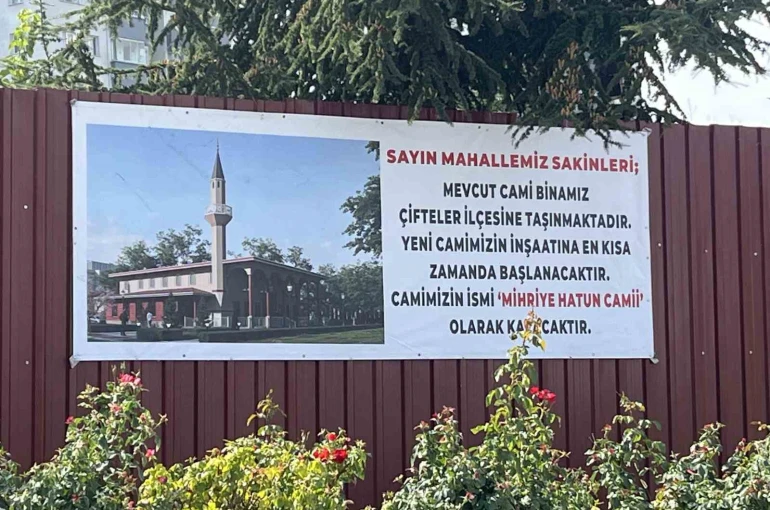 SAYIN MAHALLEMİZ SAKİNLERİ;
MEVCUT CAMİ BİNAMIZ
ÇİFTELER İLÇESİNE TAŞINMAKTADIR.
YENİ CAMİMİZİN İNŞAATINA EN KISA
ZAMANDA BAŞLANACAKTIR.
CAMİMİZİN İSMİ 'MİHRİYE HATUN CAMİİ'
OLARAK